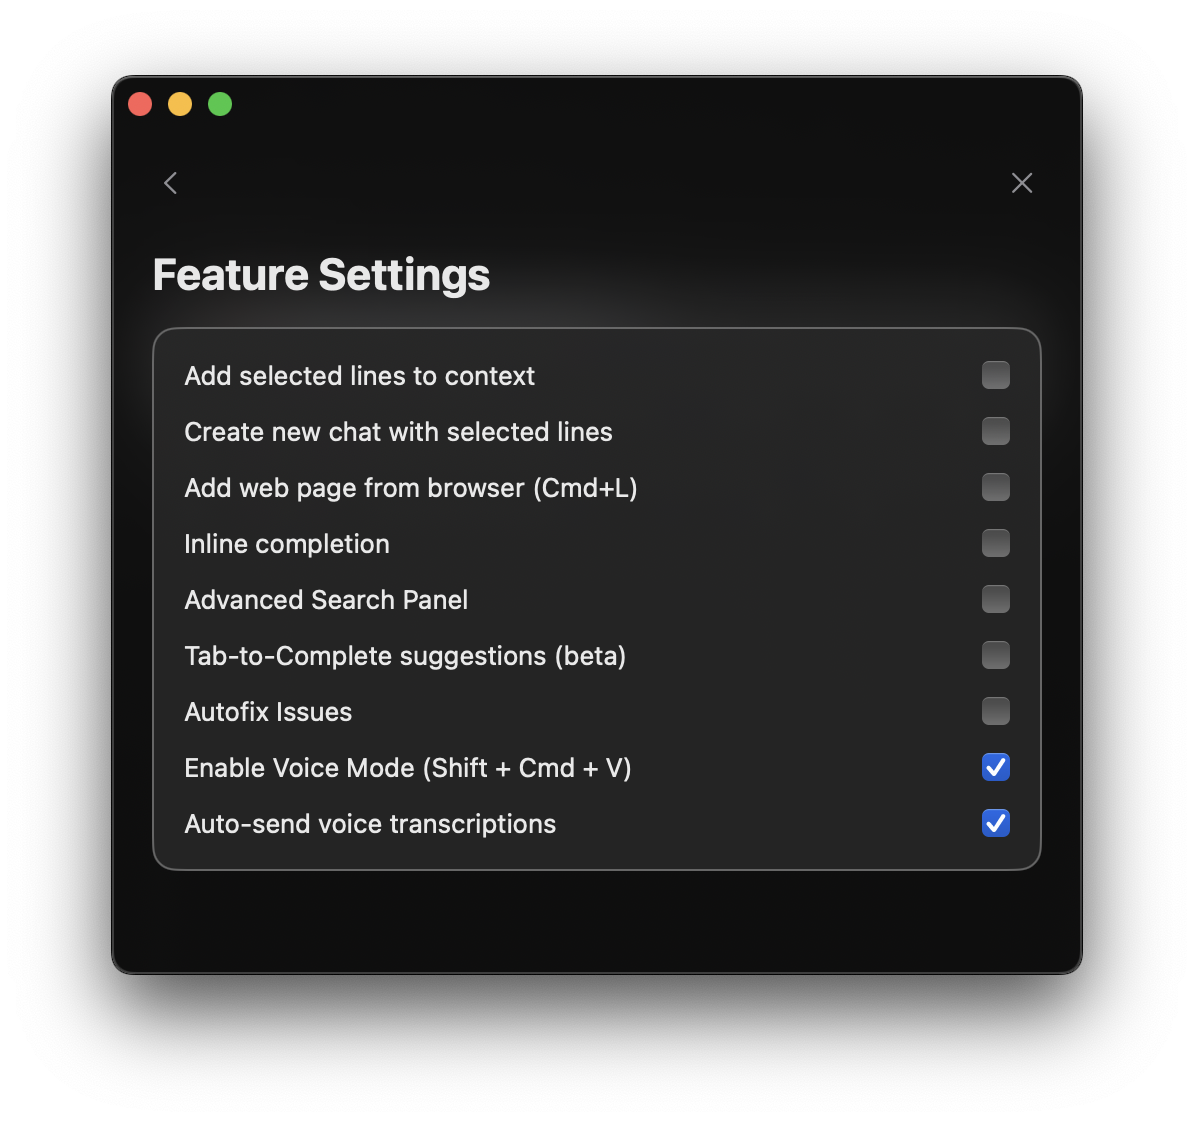 Feature Settings
Add selected lines to context
Create new chat with selected lines
Add web page from browser (Cmd+L)
Inline completion
Advanced Search Panel
Tab-to-Complete suggestions (beta)
Autofix Issues
Enable Voice Mode (Shift + Cmd + V)
Auto-send voice transcriptions